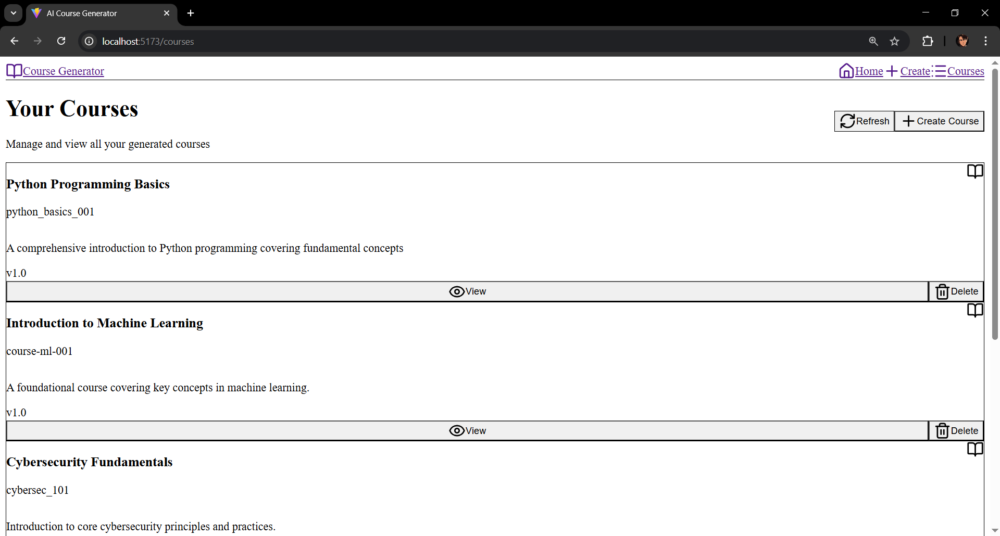 AI Course Generator
localhost:5173/courses
Course Generator
Home Create Courses
Your Courses
Refresh Create Course
Manage and view all your generated courses
Python Programming Basics
python_basics_001
A comprehensive introduction to Python programming covering fundamental concepts
v1.0
View Delete
Introduction to Machine Learning
course-ml-001
A foundational course covering key concepts in machine learning.
v1.0
View Delete
Cybersecurity Fundamentals
cybersec_101
Introduction to core cybersecurity principles and practices.